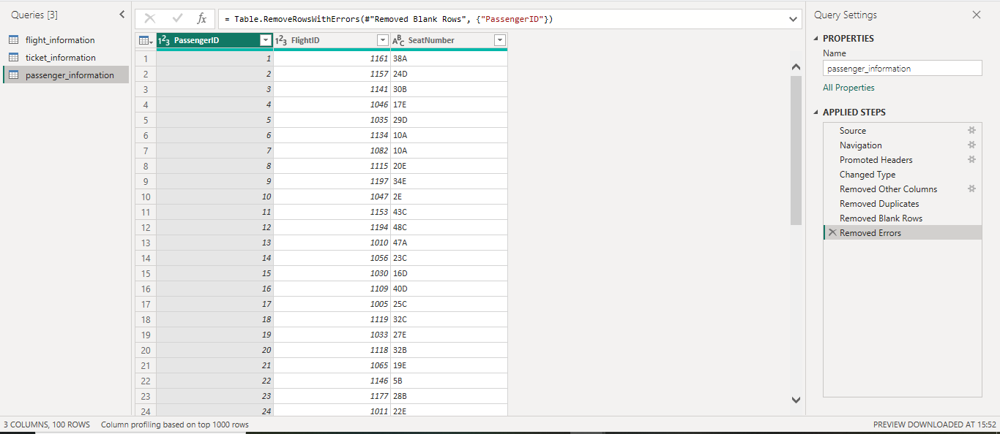 Queries [3]
flight_information
ticket_information
passenger_information
fx
= Table.RemoveRowsWithErrors(#"Removed Blank Rows", {"PassengerID"})
1²3 PassengerID 1²3 FlightID ABC SeatNumber
1 1 1161 38A
2 2 1157 24D
3 3 1141 30B
4 4 1046 17E
5 5 1035 29D
6 6 1134 10A
7 7 1082 10A
8 8 1115 20E
9 9 1197 34E
10 10 1047 2E
11 11 1153 43C
12 12 1194 48C
13 13 1010 47A
14 14 1056 23C
15 15 1030 16D
16 16 1109 40D
17 17 1005 25C
18 18 1119 32C
19 19 1033 27E
20 20 1118 32B
21 21 1065 19E
22 22 1146 5B
23 23 1177 28B
24 24 1011 22E
Query Settings
PROPERTIES
Name
passenger_information
All Properties
APPLIED STEPS
Source
Navigation
Promoted Headers
Changed Type
Removed Other Columns
Removed Duplicates
Removed Blank Rows
Removed Errors
3 COLUMNS, 100 ROWS Column profiling based on top 1000 rows
PREVIEW DOWNLOADED AT 15:52